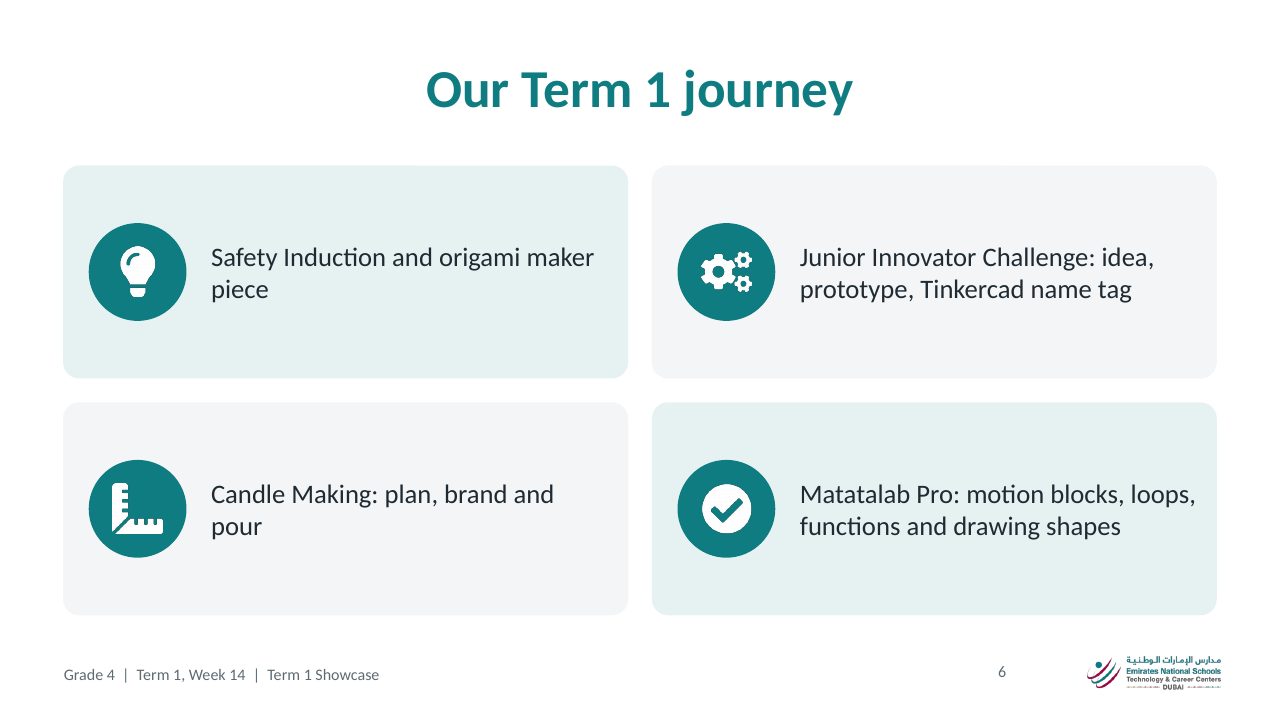 Our Term 1 journey
Safety Induction and origami maker
piece
Junior Innovator Challenge: idea,
prototype, Tinkercad name tag
Candle Making: plan, brand and
pour
Matatalab Pro: motion blocks, loops,
functions and drawing shapes
Grade 4 | Term 1, Week 14 | Term 1 Showcase
6
مدارس الإمارات الوطنية
Emirates National Schools
Technology & Career Centers
DUBAI